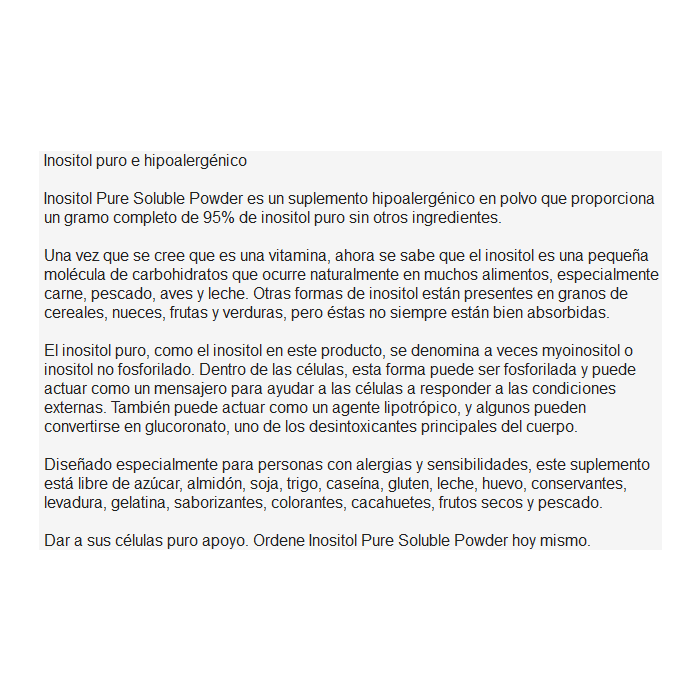 Inositol puro e hipoalergénico
Inositol Pure Soluble Powder es un suplemento hipoalergénico en polvo que proporciona
un gramo completo de 95% de inositol puro sin otros ingredientes.
Una vez que se cree que es una vitamina, ahora se sabe que el inositol es una pequeña
molécula de carbohidratos que ocurre naturalmente en muchos alimentos, especialmente
carne, pescado, aves y leche. Otras formas de inositol están presentes en granos de
cereales, nueces, frutas y verduras, pero éstas no siempre están bien absorbidas.
El inositol puro, como el inositol en este producto, se denomina a veces myoinositol o
inositol no fosforilado. Dentro de las células, esta forma puede ser fosforilada y puede
actuar como un mensajero para ayudar a las células a responder a las condiciones
externas. También puede actuar como un agente lipotrópico, y algunos pueden
convertirse en glucoronato, uno de los desintoxicantes principales del cuerpo.
Diseñado especialmente para personas con alergias y sensibilidades, este suplemento
está libre de azúcar, almidón, soja, trigo, caseína, gluten, leche, huevo, conservantes,
levadura, gelatina, saborizantes, colorantes, cacahuetes, frutos secos y pescado.
Dar a sus células puro apoyo. Ordene Inositol Pure Soluble Powder hoy mismo.